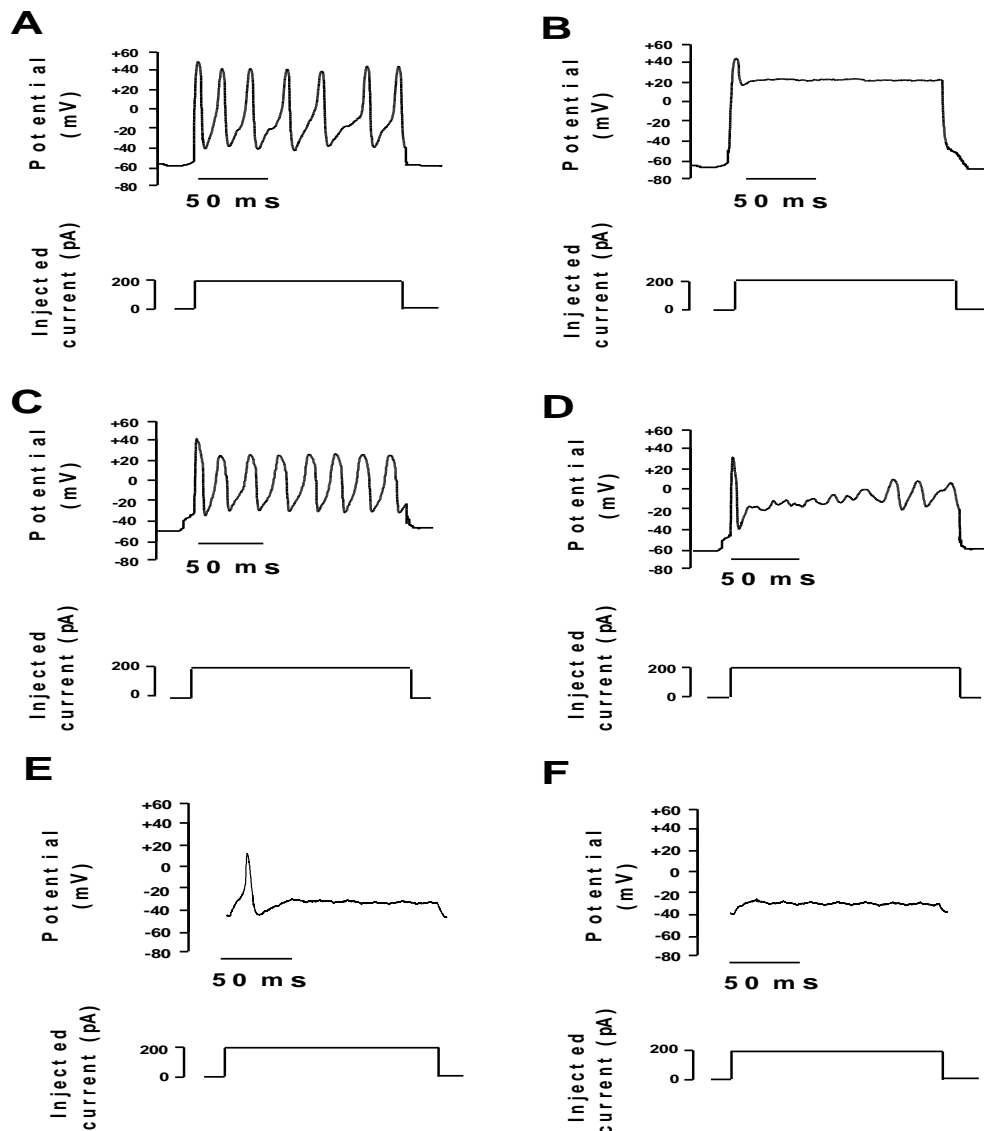 A
Potential
(mV)
+60
+40
+20
0
-20
-40
-60
-80
50 ms
Injected
current (pA)
200
0
B
Potential
(mV)
+60
+40
+20
0
-20
-40
-60
-80
50 ms
Injected
current (pA)
200
0
C
Potential
(mV)
+60
+40
+20
0
-20
-40
-60
-80
50 ms
Injected
current (pA)
200
0
D
Potential
(mV)
+60
+40
+20
0
-20
-40
-60
-80
50 ms
Injected
current (pA)
200
0
E
Potential
(mV)
+60
+40
+20
0
-20
-40
-60
-80
50 ms
Injected
current (pA)
200
0
F
Potential
(mV)
+60
+40
+20
0
-20
-40
-60
-80
50 ms
Injected
current (pA)
200
0